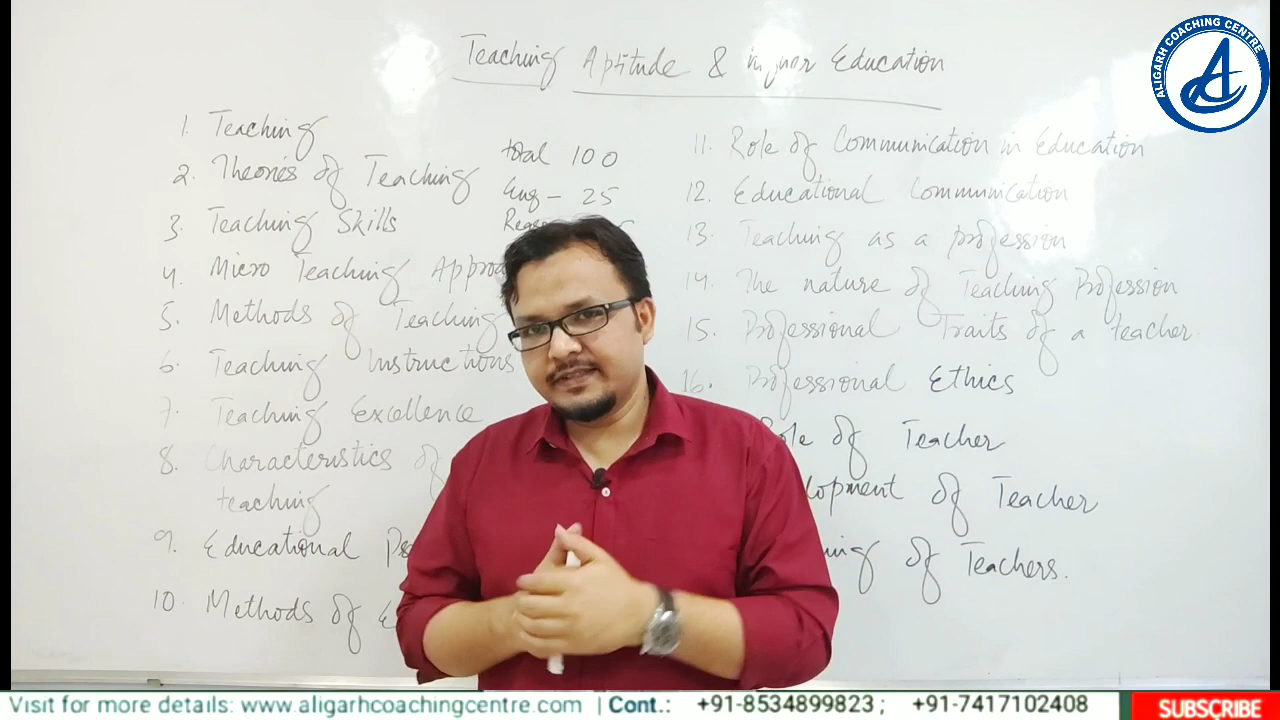 Teaching Aptitude & Education
1. Teaching
2. Theories of Teaching
3. Teaching Skills
4. Micro Teaching
5. Methods of Teaching
6. Teaching Instructions
7. Teaching Excellence
8. Characteristics of
teaching
9. Educational
10. Methods of
total 100
Eng - 25
11. Role of Communication in Education
12. Educational Communication
13. Teaching as a profession
14. The nature of Teaching Profession
15. Professional Traits of a teacher.
16. Professional Ethics
of Teacher
of Teacher
of Teachers.
ALIGARH COACHING CENTRE
Visit for more details: www.aligarhcoachingcentre.com | Cont.: +91-8534899823 ; +91-7417102408
SUBSCRIBE